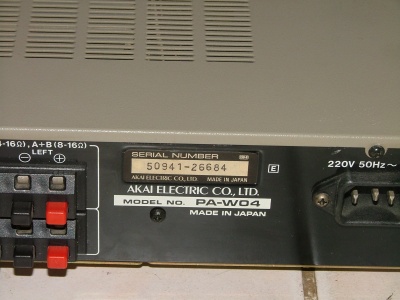 -16Ω), A+B(8-16Ω)
LEFT
− +
SERIAL NUMBER
50941-26684
AKAI ELECTRIC CO., LTD. MADE IN JAPAN
E
220V 50Hz~
AKAI ELECTRIC CO., LTD.
MODEL NO. PA-W04
MADE IN JAPAN